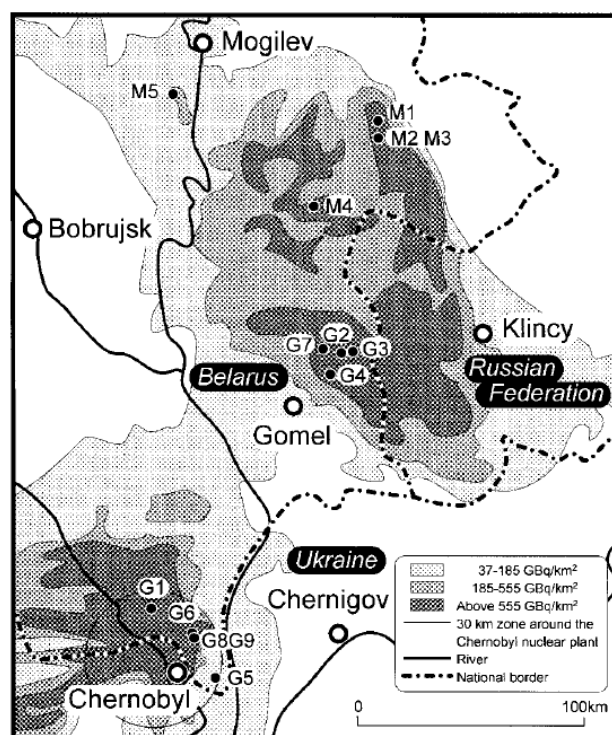 Mogilev
M5
M1
M2 M3
M4
Bobrujsk
Klincy
G7 G2 G3
G4
Belarus
Russian
Federation
Gomel
Ukraine
Chernigov
G1
G6
G8G9
G5
Chernobyl
37-185 GBq/km²
185-555 GBq/km²
Above 555 GBq/km²
30 km zone around the
Chernobyl nuclear plant
River
National border
0 100km